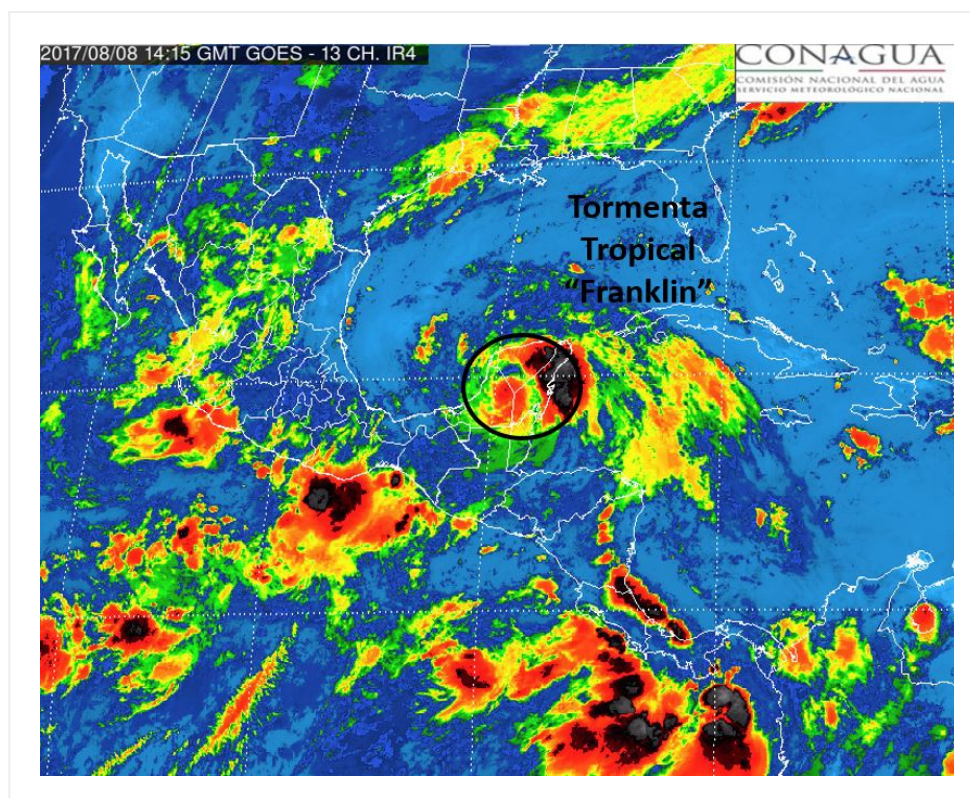 2017/08/08 14:15 GMT GOES - 13 CH. IR4
CONAGUA
COMISIÓN NACIONAL DEL AGUA
SERVICIO METEOROLÓGICO NACIONAL
Tormenta
Tropical
“Franklin”